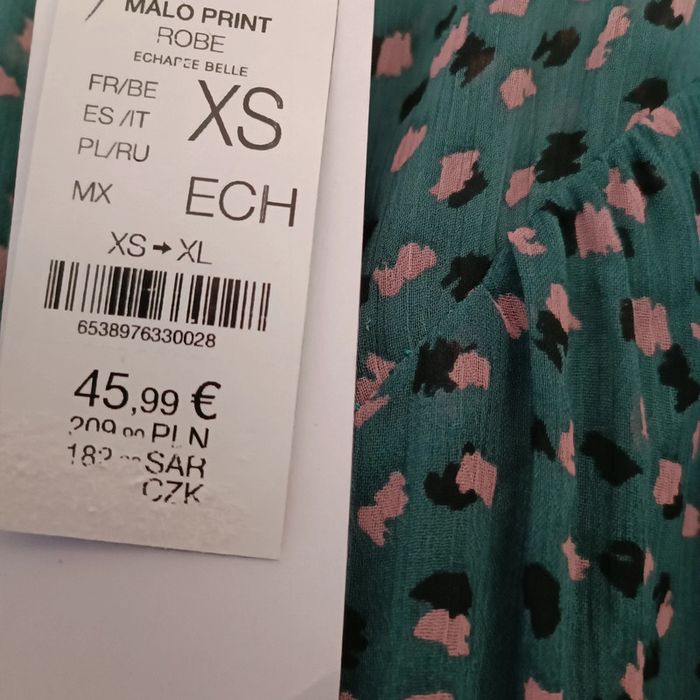 MALO PRINT
ROBE
ECHAPEE BELLE
FR/BE
ES /IT
PL/RU
XS
MX
ECH
XS → XL
6538976330028
45,99 €
PLN
SAR
CZK